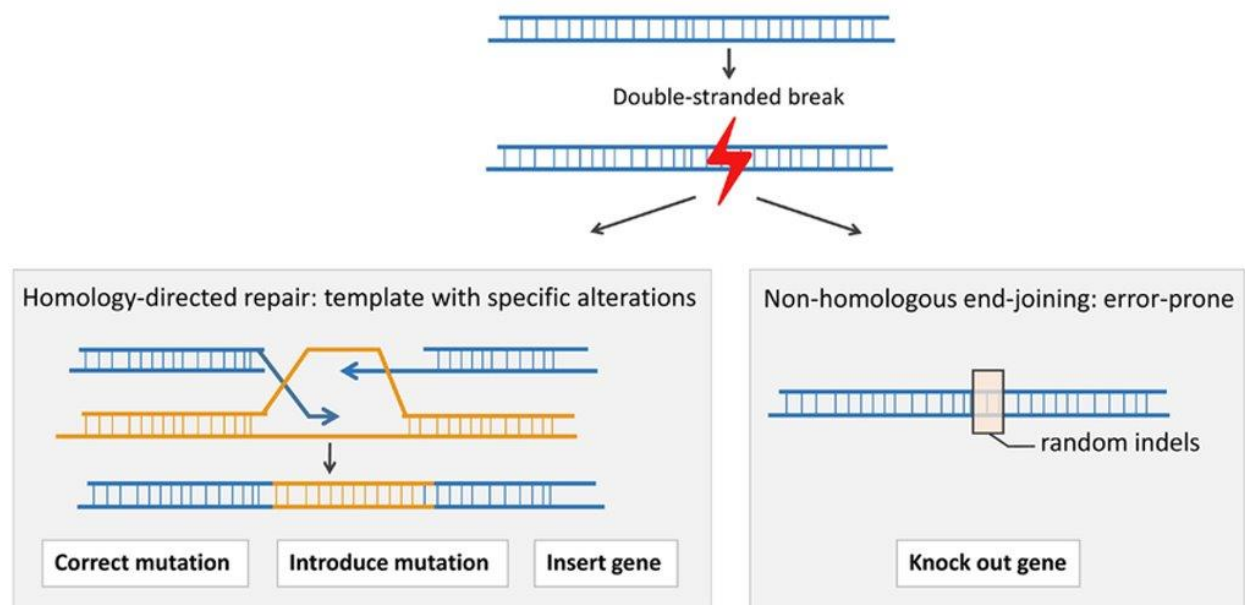 Double-stranded break
Homology-directed repair: template with specific alterations
Correct mutation
Introduce mutation
Insert gene
Non-homologous end-joining: error-prone
random indels
Knock out gene